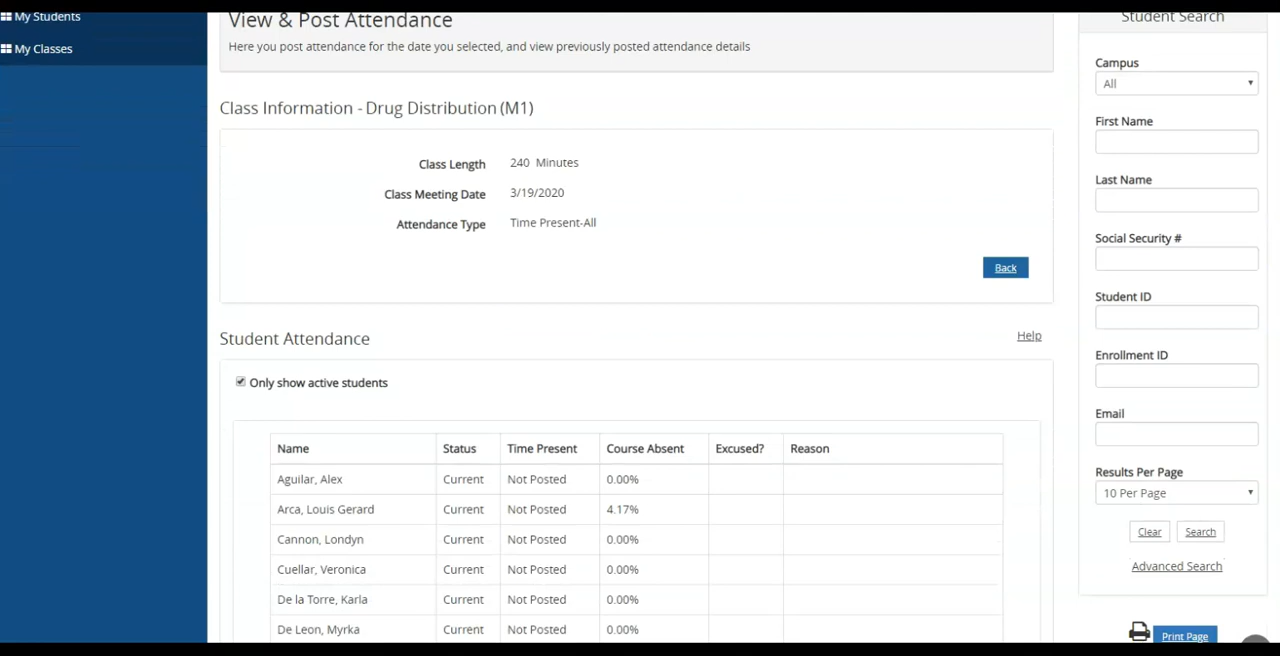 My Students
My Classes
View & Post Attendance
Here you post attendance for the date you selected, and view previously posted attendance details
Class Information - Drug Distribution (M1)
Class Length 240 Minutes
Class Meeting Date 3/19/2020
Attendance Type Time Present-All
Back
Student Attendance
Help
Only show active students
Name Status Time Present Course Absent Excused? Reason
Aguilar, Alex Current Not Posted 0.00%
Arca, Louis Gerard Current Not Posted 4.17%
Cannon, Londyn Current Not Posted 0.00%
Cuellar, Veronica Current Not Posted 0.00%
De la Torre, Karla Current Not Posted 0.00%
De Leon, Myrka Current Not Posted 0.00%
Student Search
Campus
All
First Name
Last Name
Social Security #
Student ID
Enrollment ID
Email
Results Per Page
10 Per Page
Clear Search
Advanced Search
Print Page